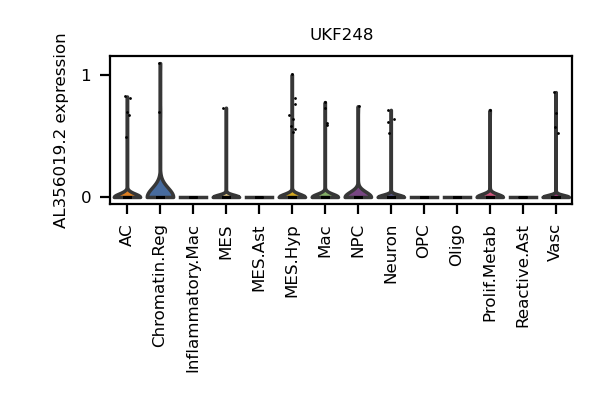 UKF248
AL356019.2 expression
1
0
AC
Chromatin.Reg
Inflammatory.Mac
MES
MES.Ast
MES.Hyp
Mac
NPC
Neuron
OPC
Oligo
Prolif.Metab
Reactive.Ast
Vasc